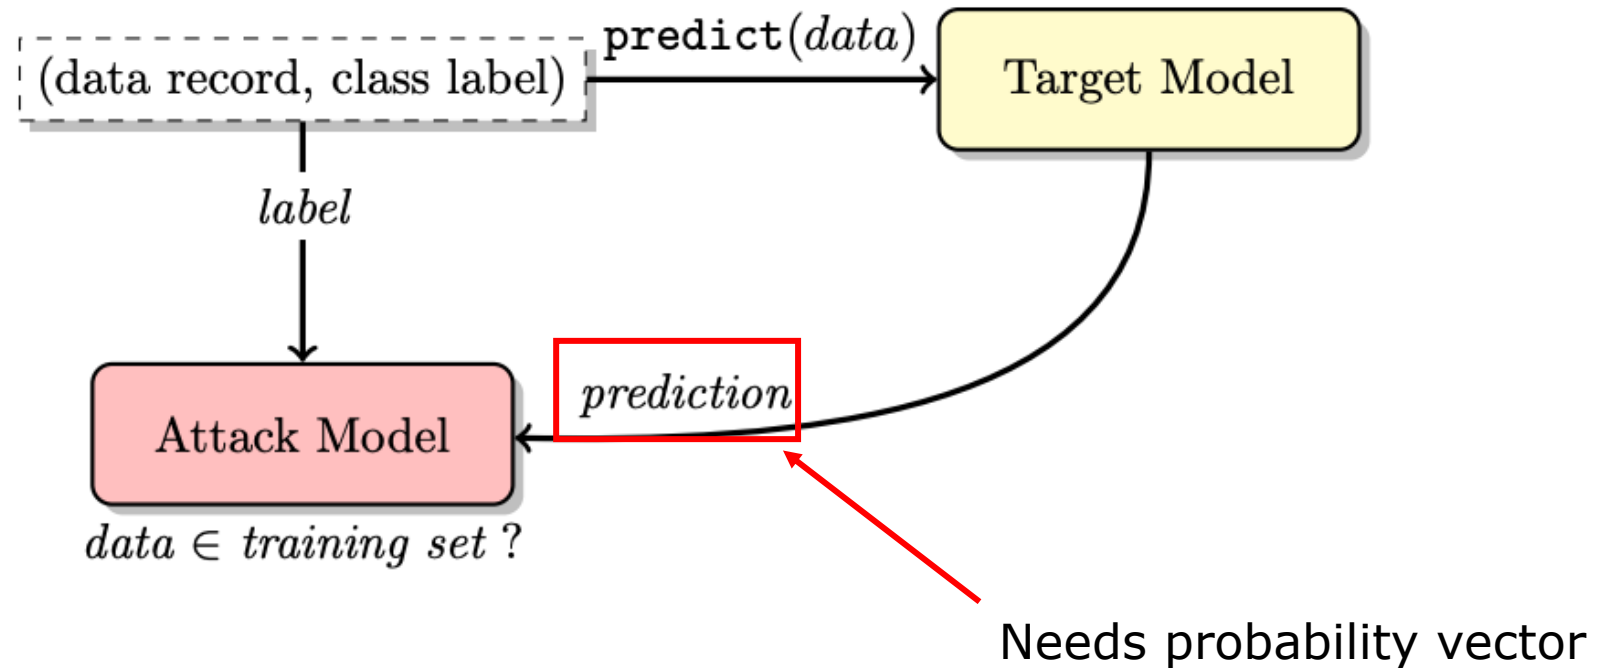 predict(data)
(data record, class label)
Target Model
label
prediction
Attack Model
data ∈ training set ?
Needs probability vector